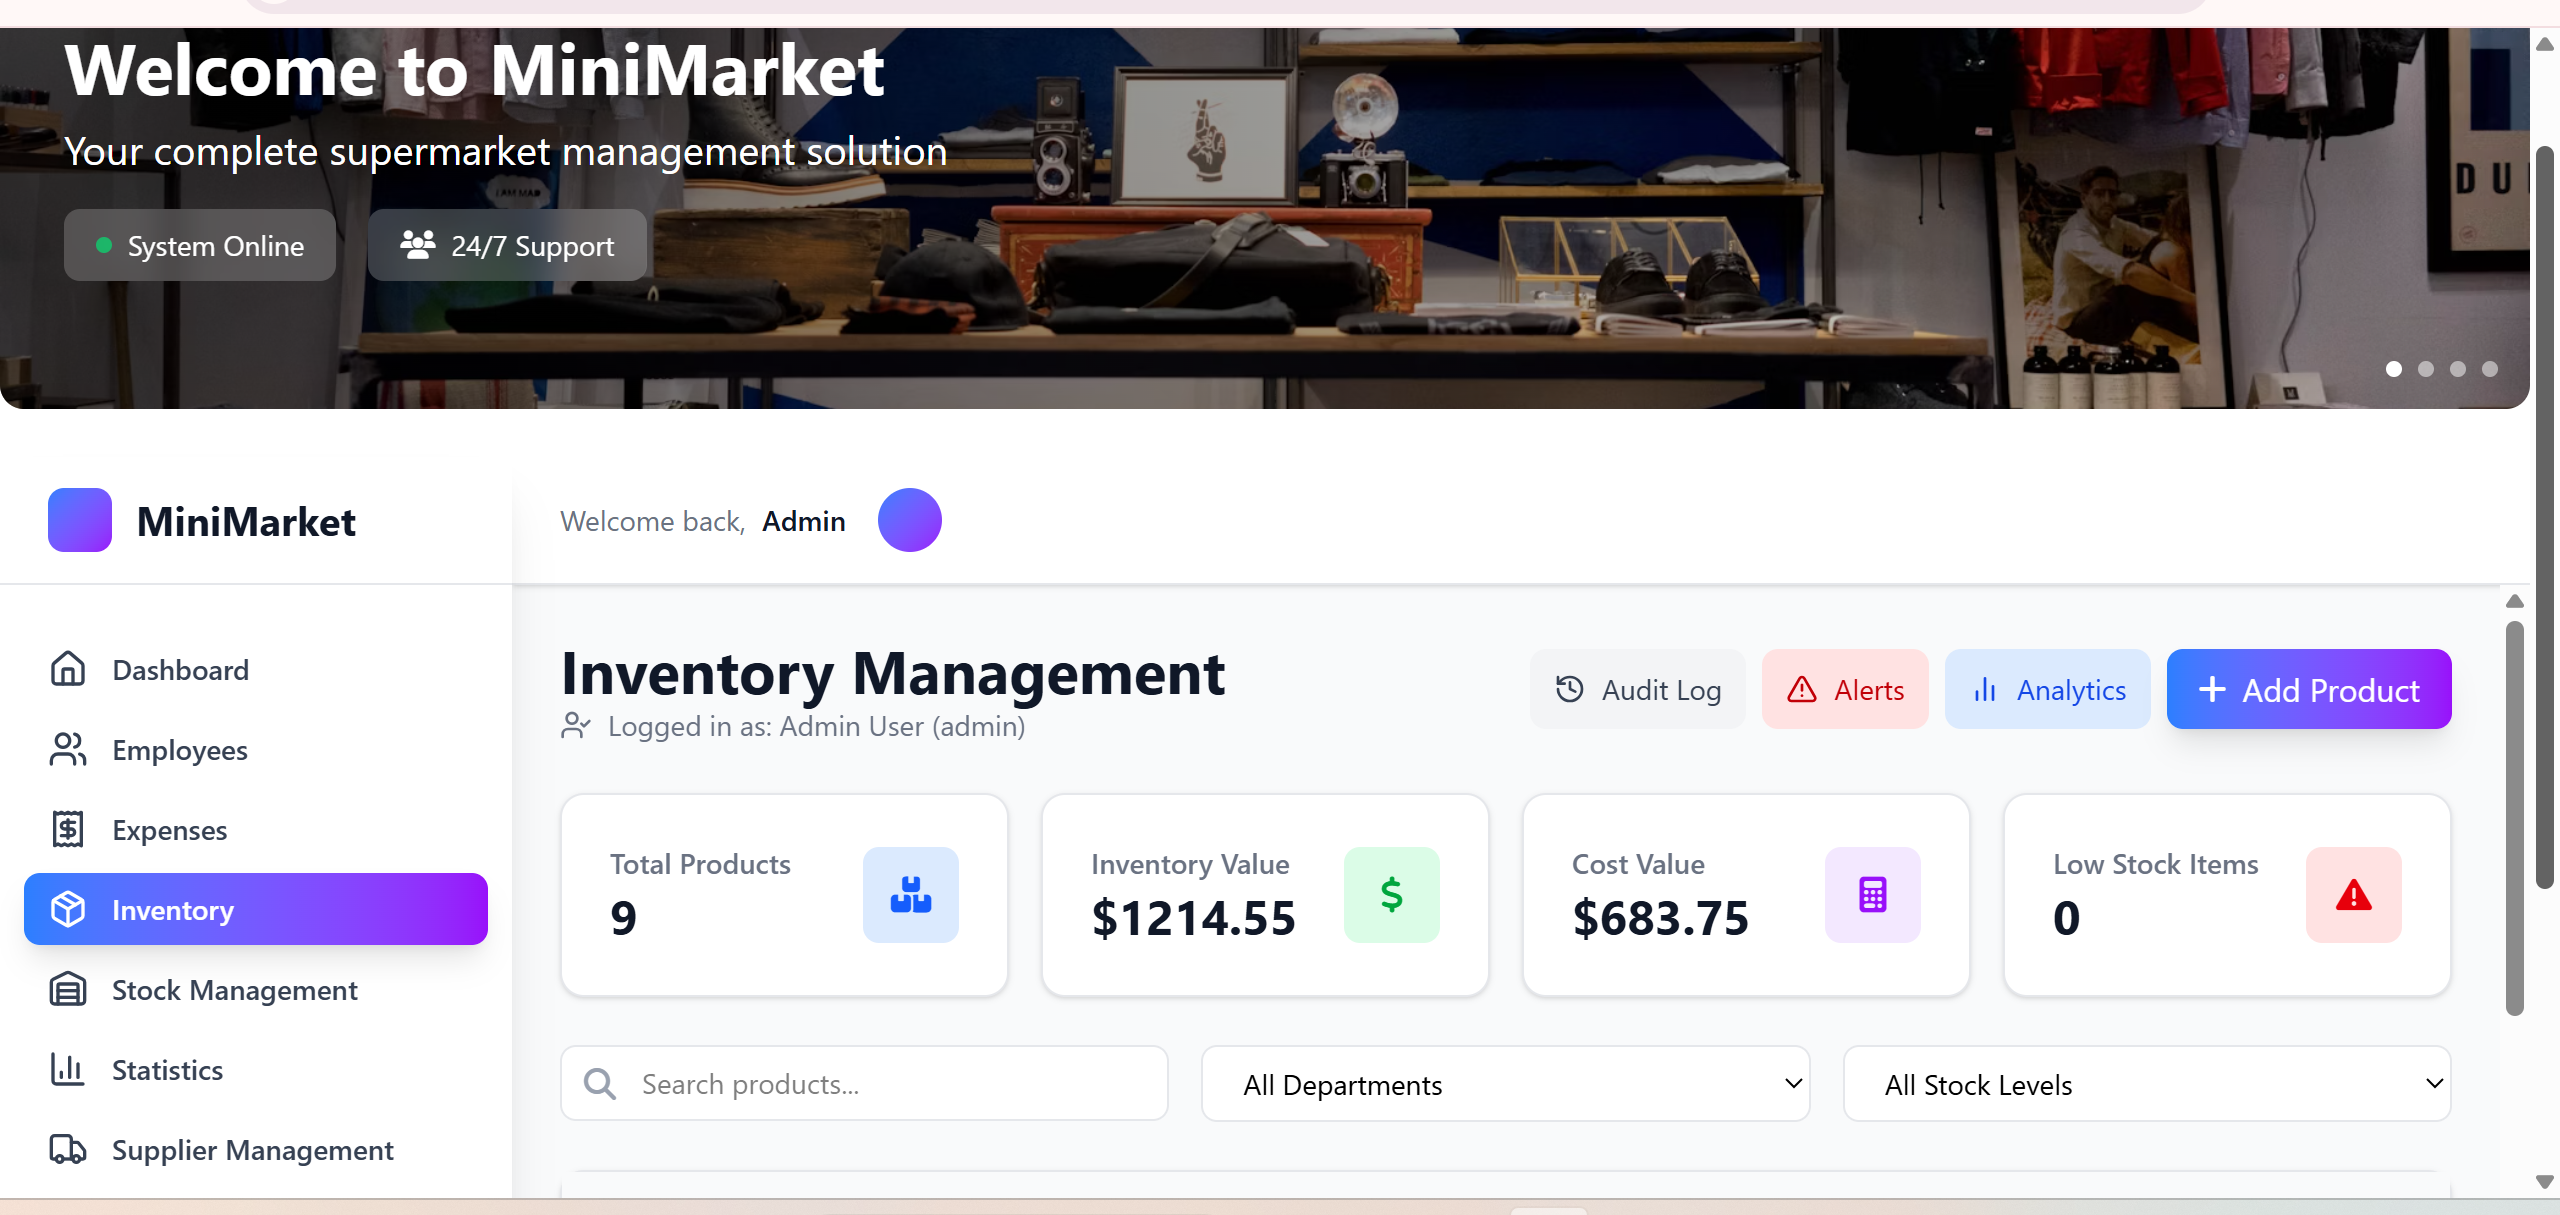 Welcome to MiniMarket
Your complete supermarket management solution
System Online
24/7 Support
DU
MiniMarket
Welcome back, Admin
Dashboard
Employees
Expenses
Inventory
Stock Management
Statistics
Supplier Management
Inventory Management
Logged in as: Admin User (admin)
Audit Log
Alerts
Analytics
Add Product
Total Products
9
Inventory Value
$1214.55
Cost Value
$683.75
Low Stock Items
0
Search products...
All Departments
All Stock Levels